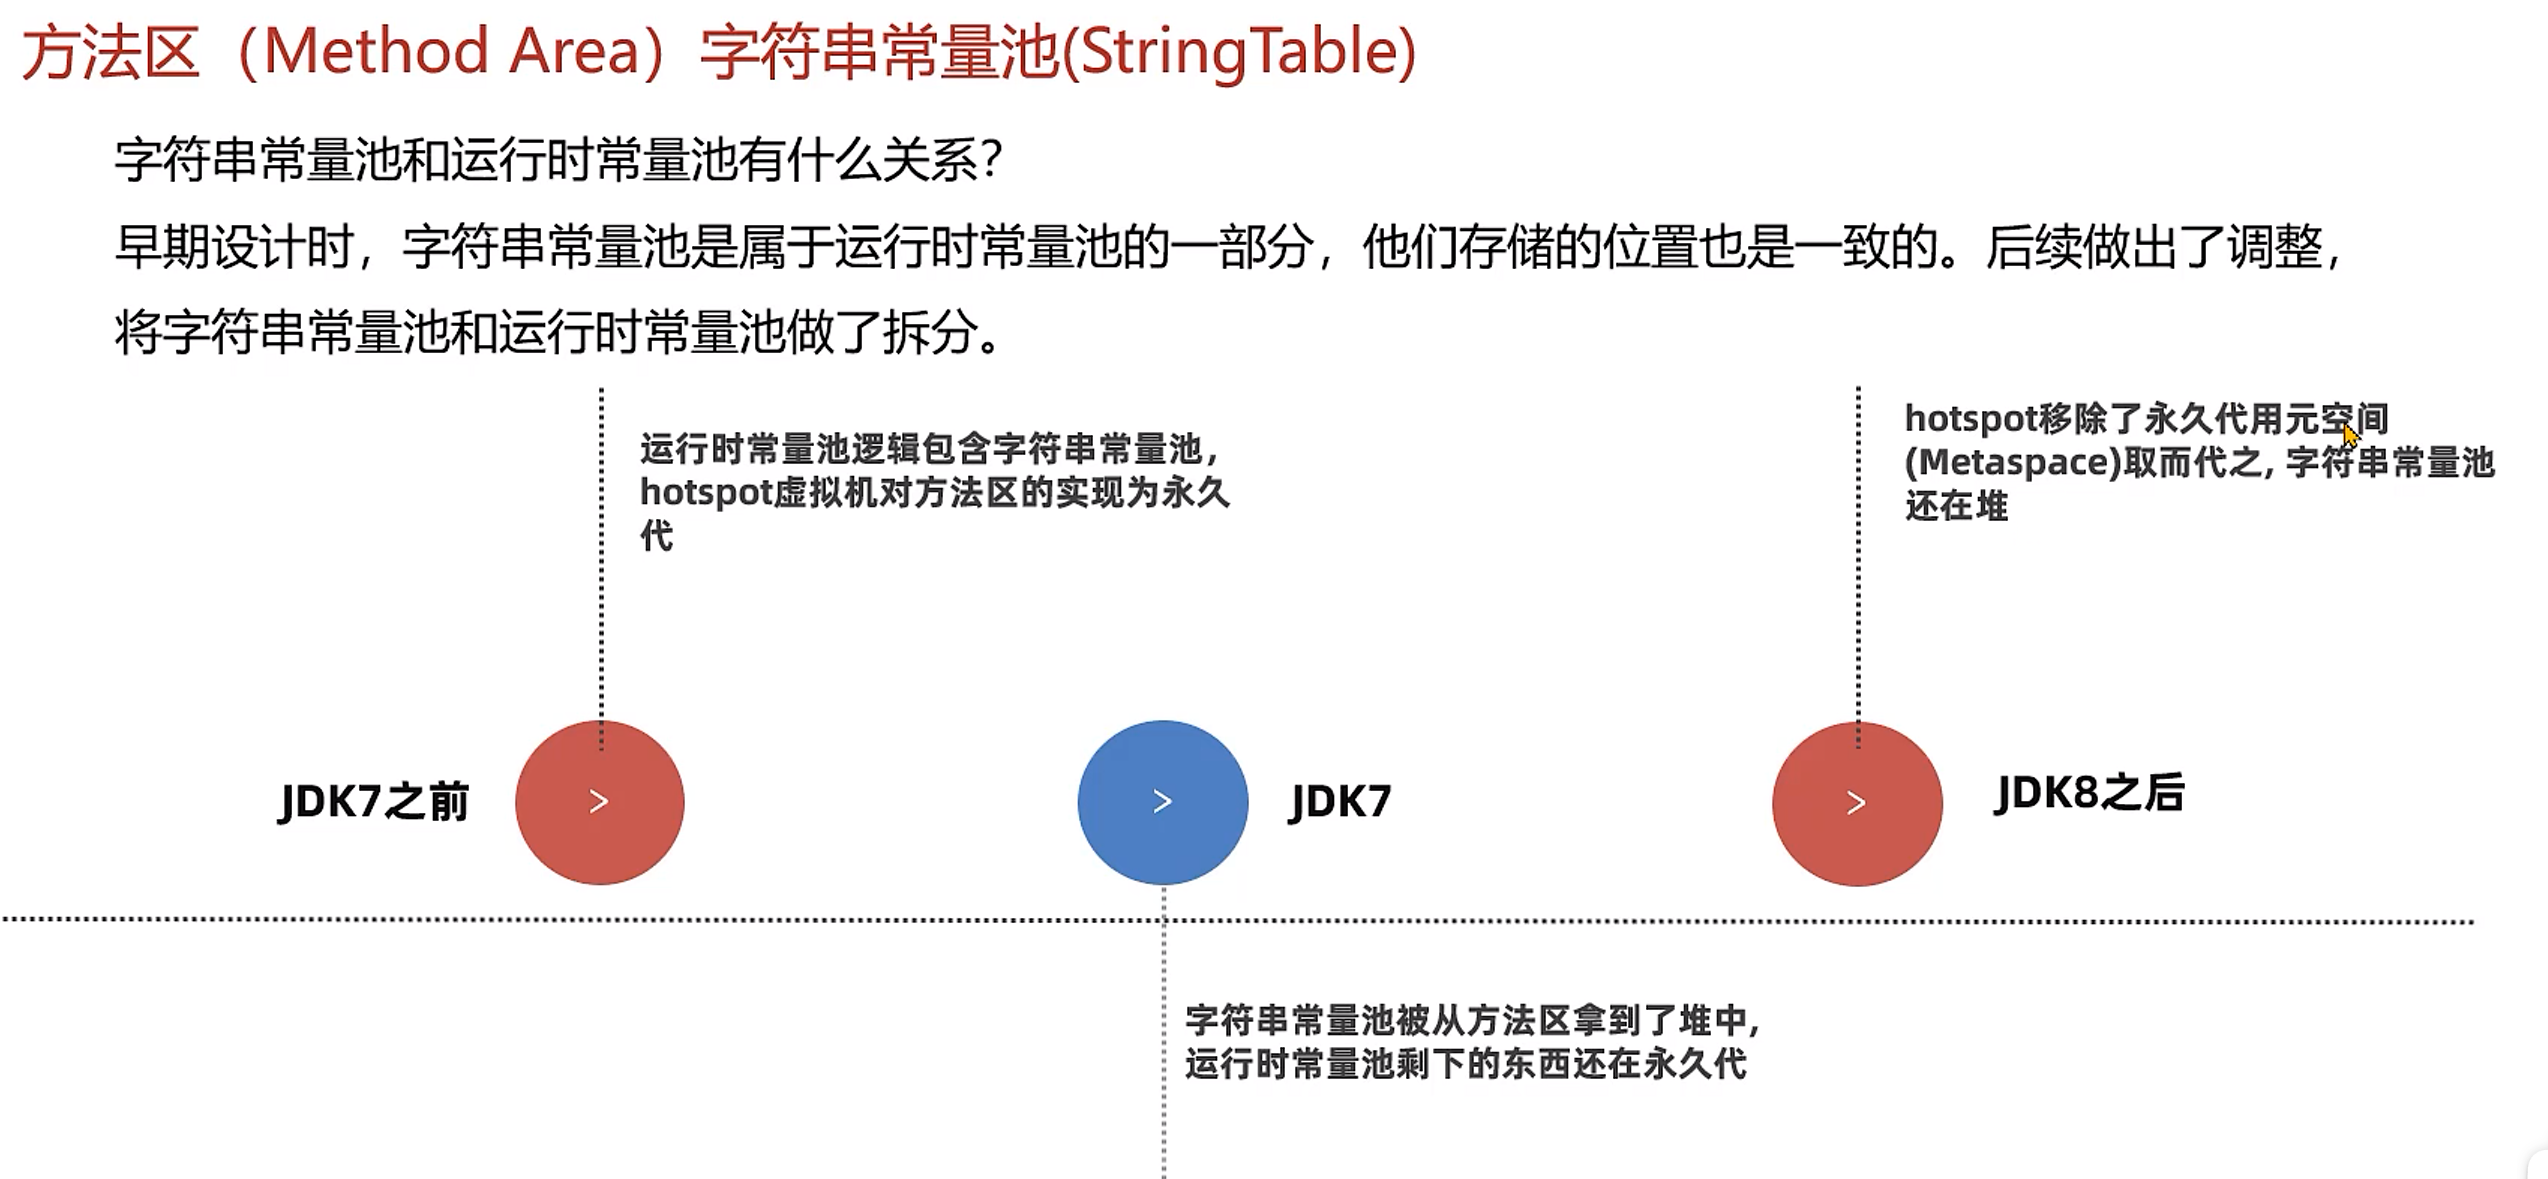 方法区（Method Area）字符串常量池(StringTable)
字符串常量池和运行时常量池有什么关系？
早期设计时，字符串常量池是属于运行时常量池的一部分，他们存储的位置也是一致的。后续做出了调整，
将字符串常量池和运行时常量池做了拆分。
运行时常量池逻辑包含字符串常量池，
hotspot虚拟机对方法区的实现为永久
代
hotspot移除了永久代用元空间
(Metaspace)取而代之, 字符串常量池
还在堆
JDK7之前
>
>
JDK7
>
JDK8之后
字符串常量池被从方法区拿到了堆中,
运行时常量池剩下的东西还在永久代